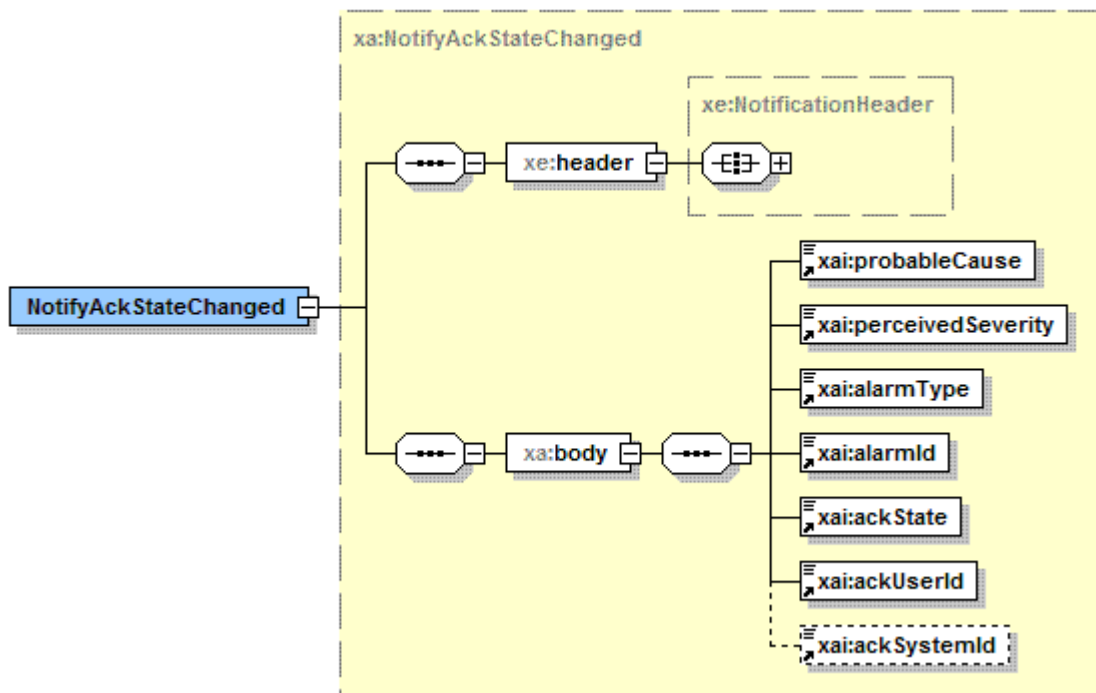 xa:NotifyAckStateChanged
xe:NotificationHeader
xe:header
xai:probableCause
xai:perceivedSeverity
NotifyAckStateChanged
xai:alarmType
xa:body
xai:alarmId
xai:ackState
xai:ackUserId
xai:ackSystemId